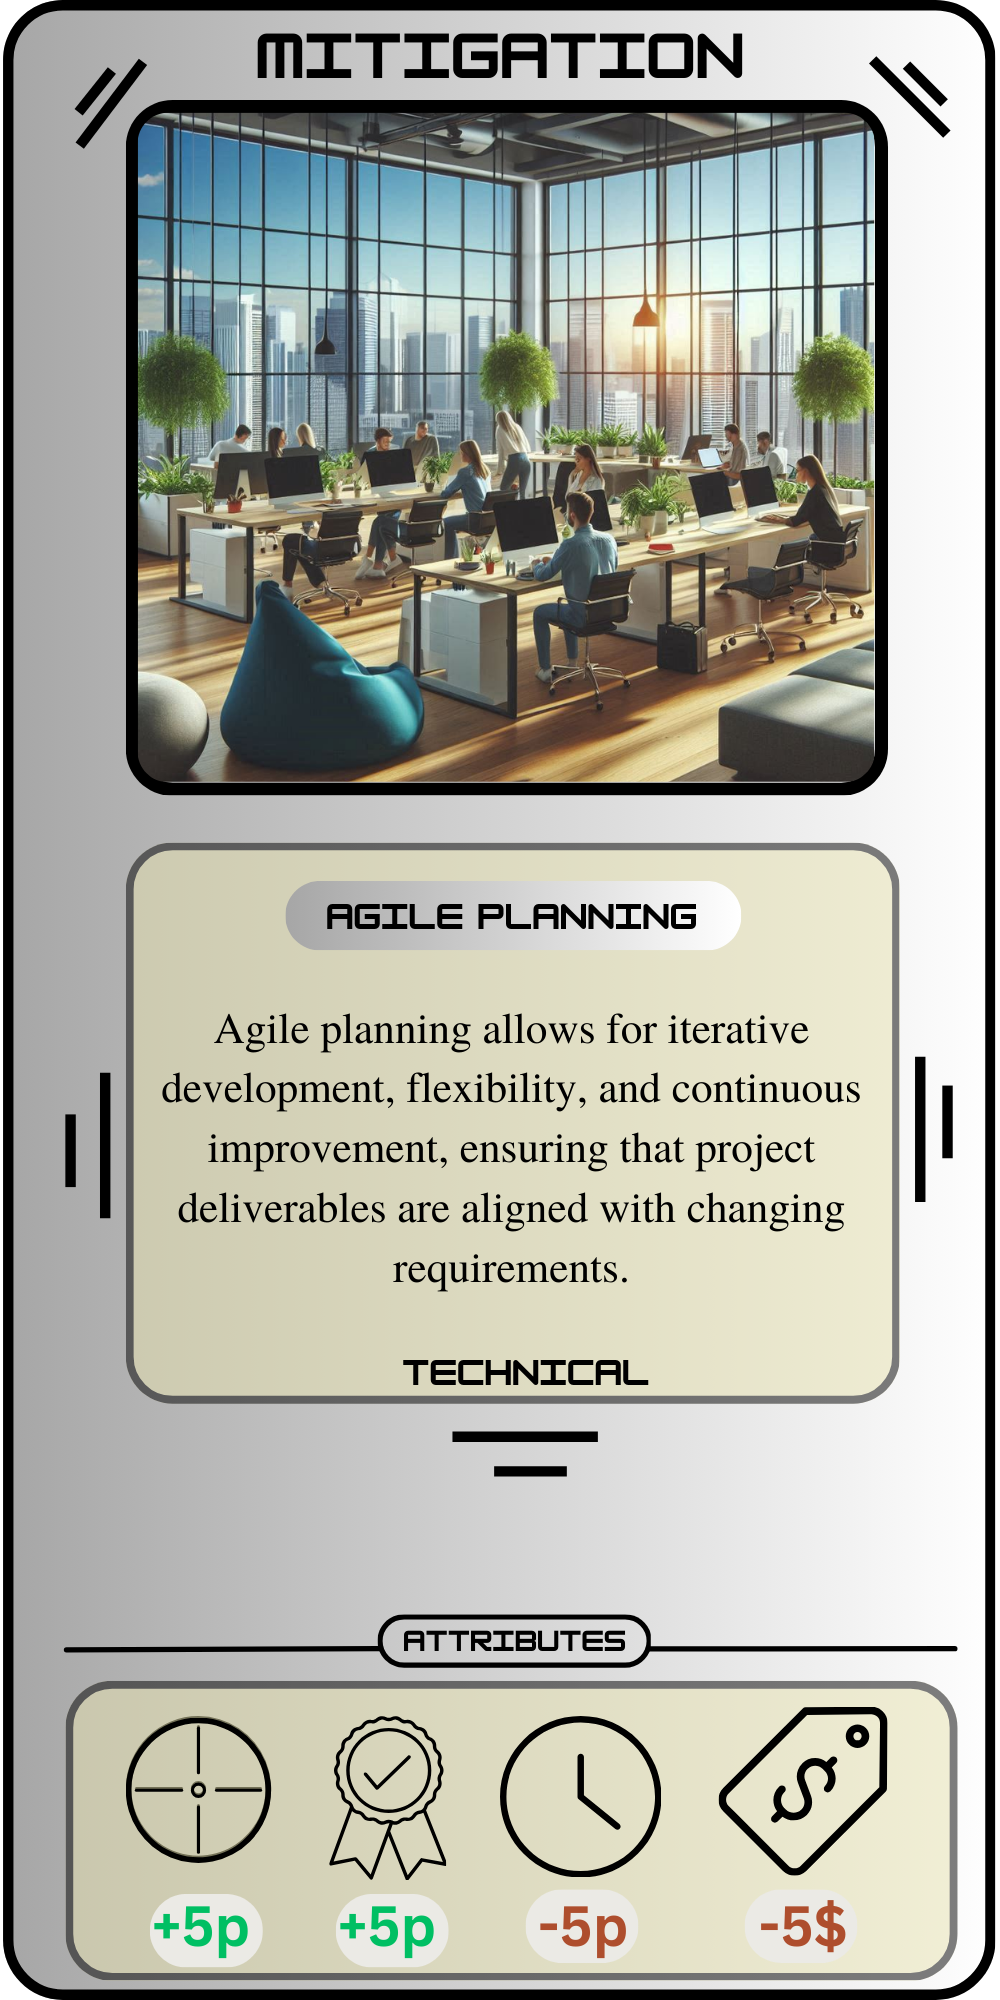 MITIGATION
AGILE PLANNING
Agile planning allows for iterative
development, flexibility, and continuous
improvement, ensuring that project
deliverables are aligned with changing
requirements.
TECHNICAL
ATTRIBUTES
$
+5p +5p -5p -5$